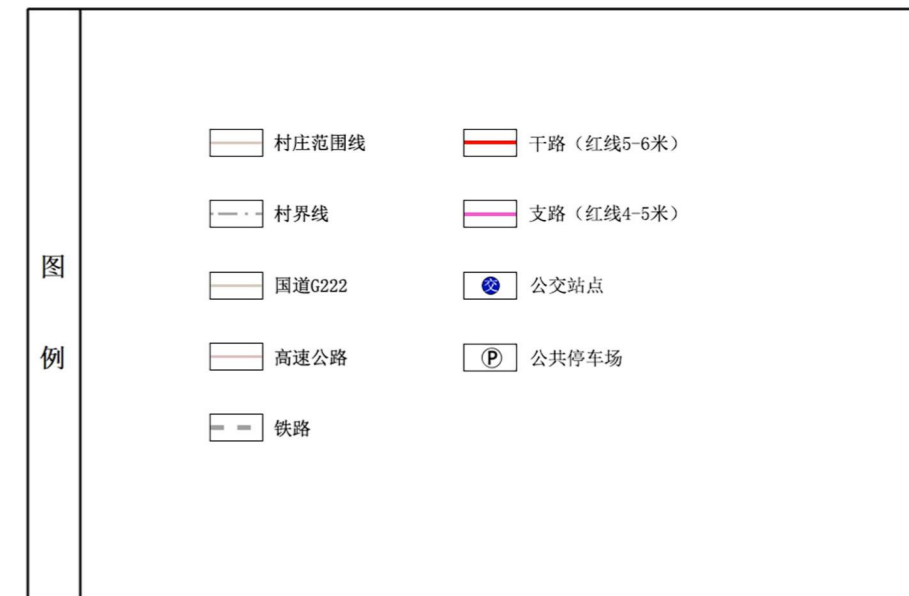 图例
村庄范围线
村界线
国道G222
高速公路
铁路
干路（红线5-6米）
支路（红线4-5米）
交 公交站点
P 公共停车场